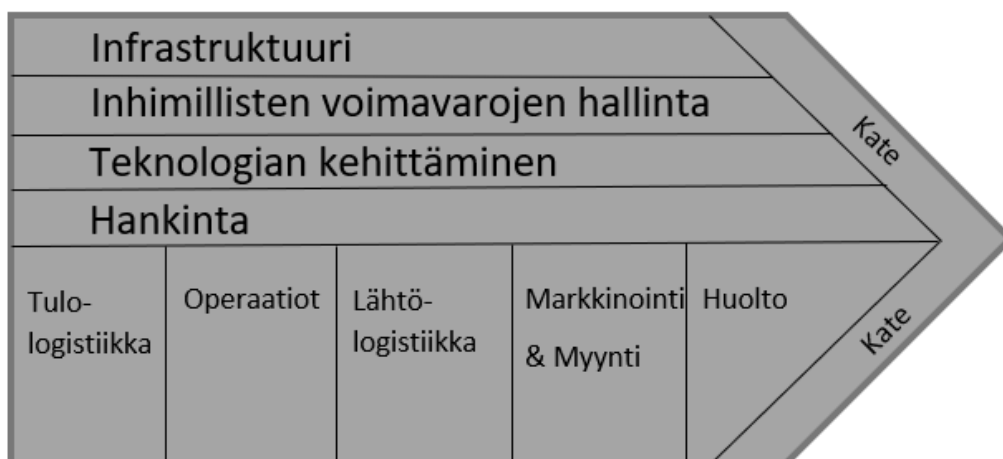 Infrastruktuuri
Inhimillisten voimavarojen hallinta
Teknologian kehittäminen
Hankinta
Kate
Tulo-
logistiikka
Operaatiot
Lähtö-
logistiikka
Markkinointi
& Myynti
Huolto
Kate